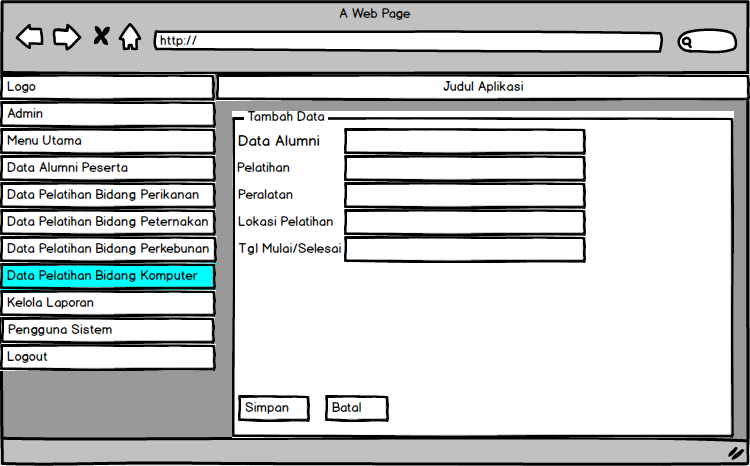 A Web Page
http://
Logo
Judul Aplikasi
Admin
Menu Utama
Data Alumni Peserta
Data Pelatihan Bidang Perikanan
Data Pelatihan Bidang Peternakan
Data Pelatihan Bidang Perkebunan
Data Pelatihan Bidang Komputer
Kelola Laporan
Pengguna Sistem
Logout
Tambah Data
Data Alumni
Pelatihan
Peralatan
Lokasi Pelatihan
Tgl Mulai/Selesai
Simpan Batal